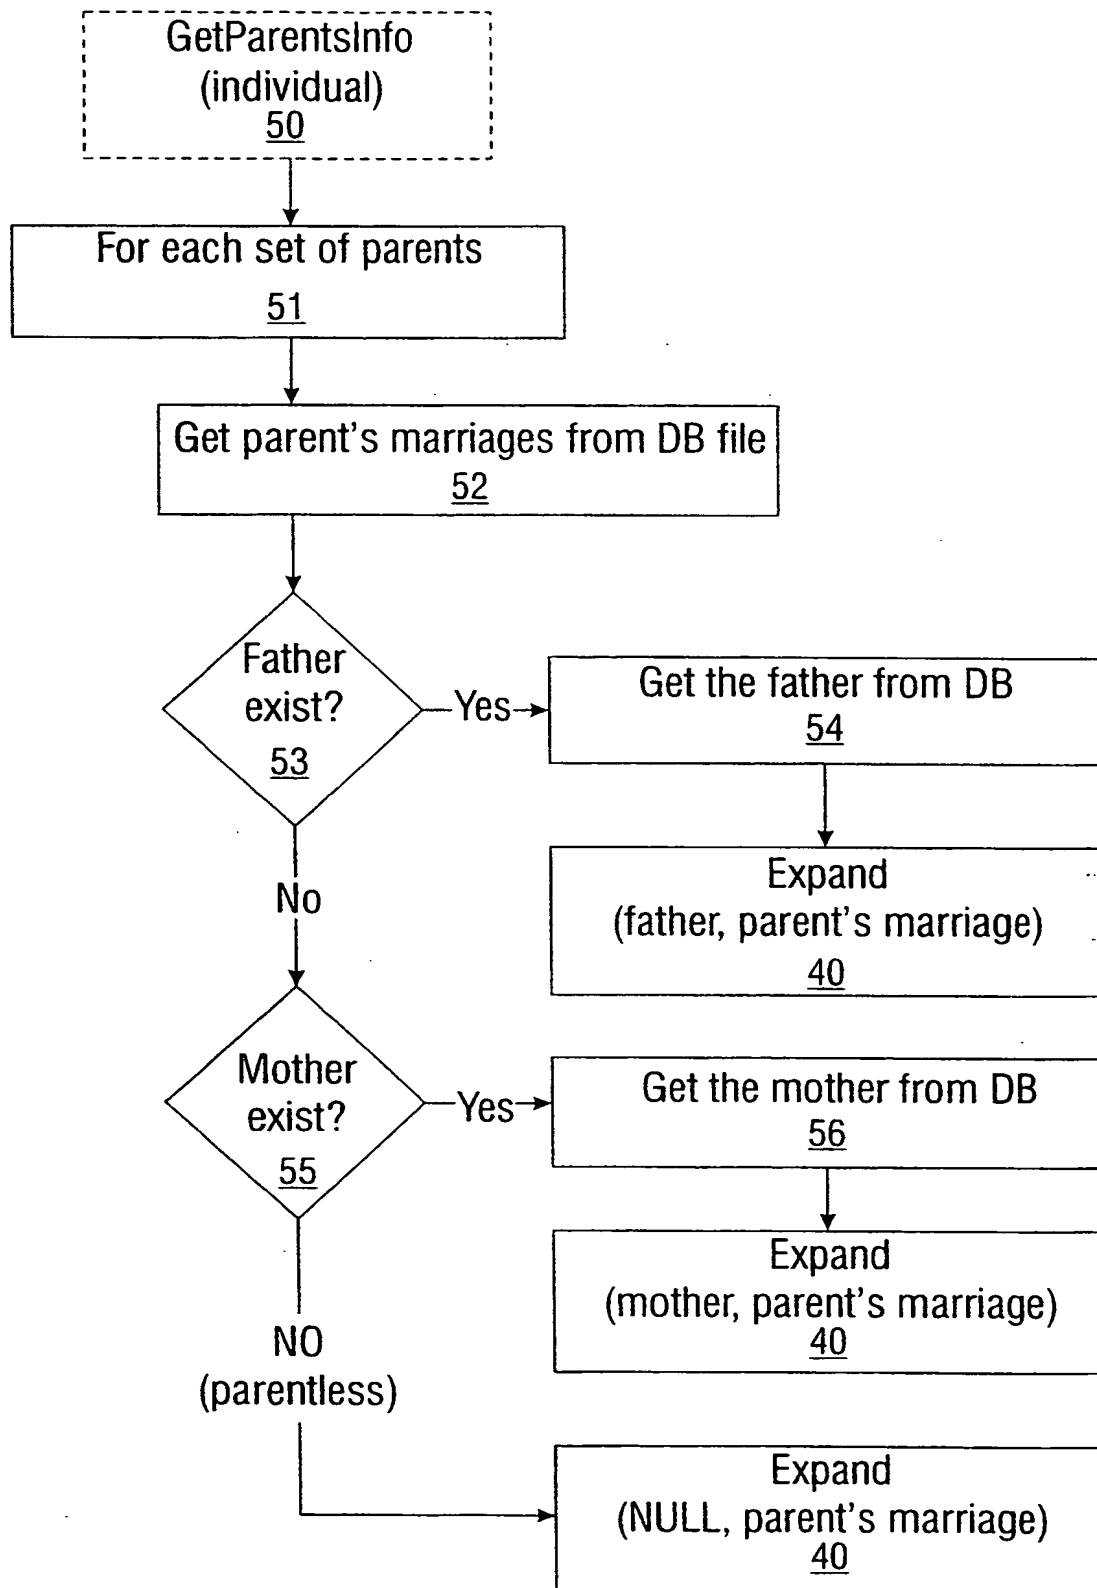 GetParentsInfo
(individual)
50
For each set of parents
51
Get parent's marriages from DB file
52
Father
exist?
53
Yes
Get the father from DB
54
Expand
(father, parent's marriage)
40
No
Mother
exist?
55
Yes
Get the mother from DB
56
Expand
(mother, parent's marriage)
40
NO
(parentless)
Expand
(NULL, parent's marriage)
40